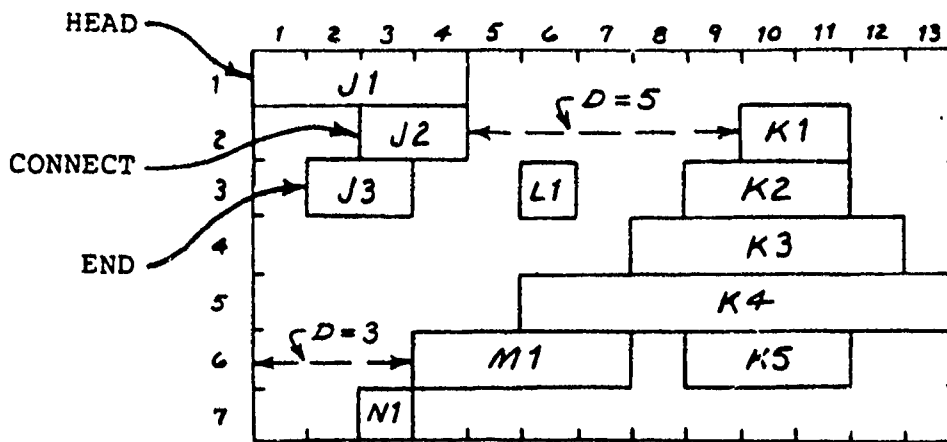 HEAD
1 2 3 4 5 6 7 8 9 10 11 12 13
1 J1
D=5
2 J2 K1
CONNECT
3 J3 L1 K2
4 K3
END
5 K4
D=3
6 M1 K5
7 N1